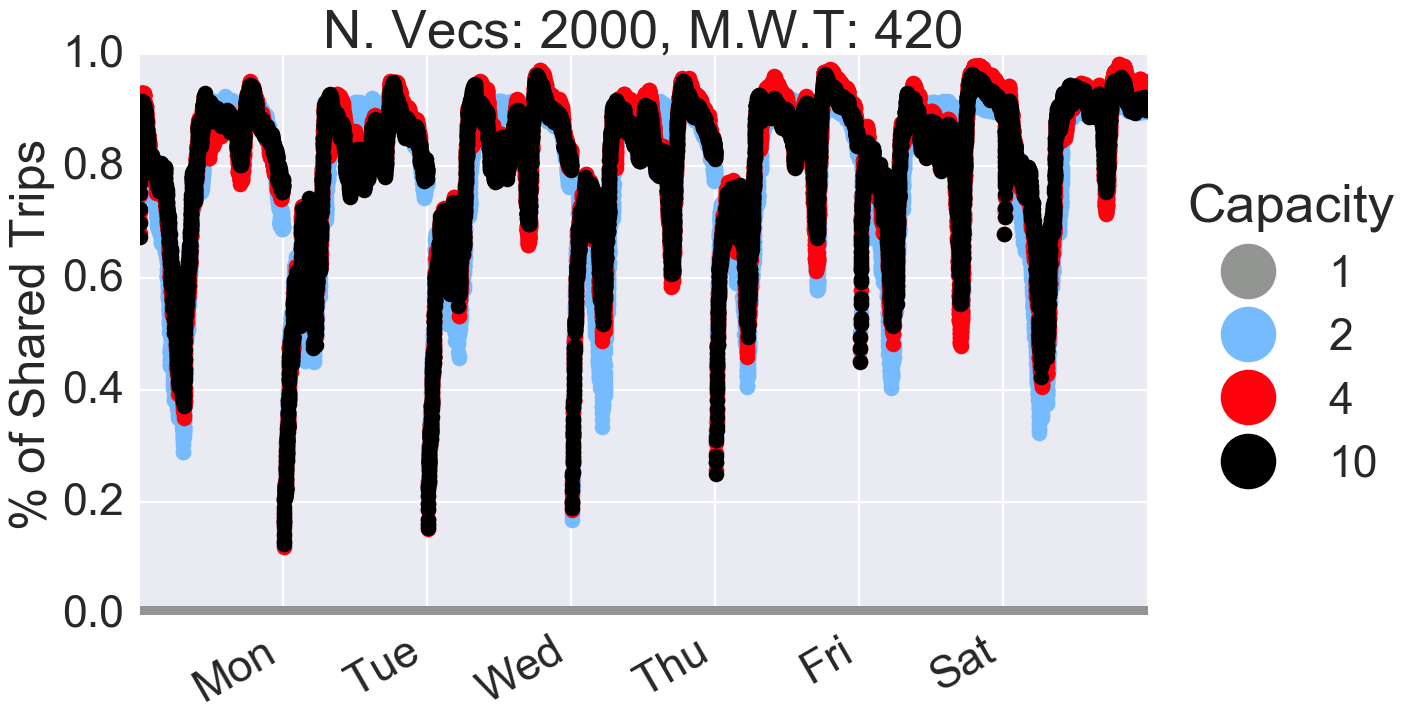 N. Vecs: 2000, M.W.T: 420
% of Shared Trips
1.0
0.8
0.6
0.4
0.2
0.0
Mon
Tue
Wed
Thu
Fri
Sat
Capacity
1
2
4
10